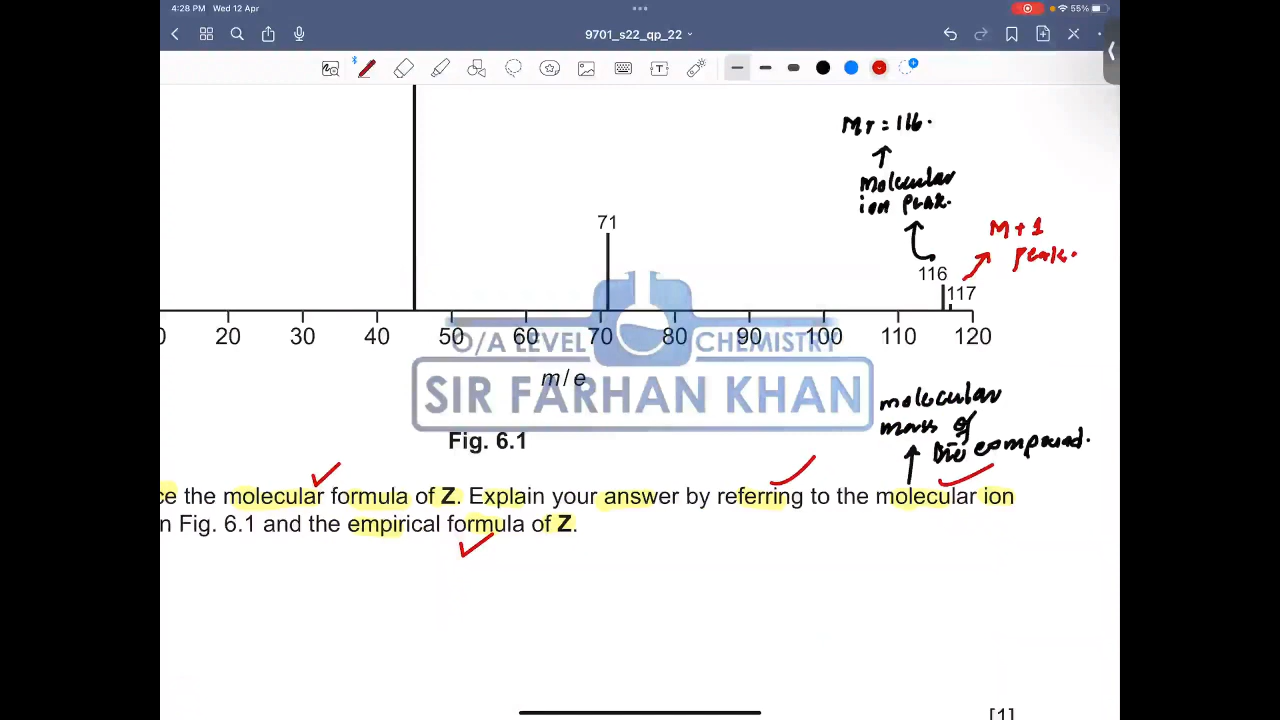 4:28 PM Wed 12 Apr
55%
9701_s22_qp_22
Mr = 116.
Molecular
ion peak.
71
M+1
peak.
116
117
0 20 30 40 50 60 70 80 90 100 110 120
O/A LEVEL CHEMISTRY
m/e
SIR FARHAN KHAN
molecular
mass of
the compound.
Fig. 6.1
ce the molecular formula of Z. Explain your answer by referring to the molecular ion
n Fig. 6.1 and the empirical formula of Z.
[1]